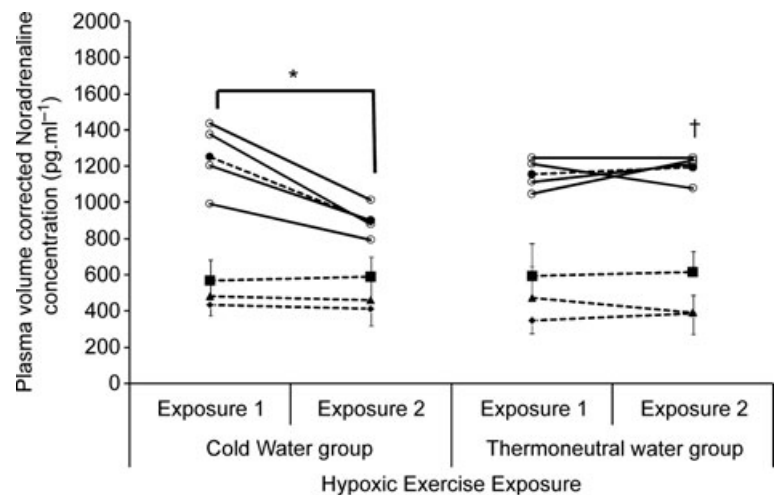 Plasma volume corrected Noradrenaline
concentration (pg.ml⁻¹)
2000
1800
1600
1400
1200
1000
800
600
400
200
0
*
†
Exposure 1
Exposure 2
Exposure 1
Exposure 2
Cold Water group
Thermoneutral water group
Hypoxic Exercise Exposure